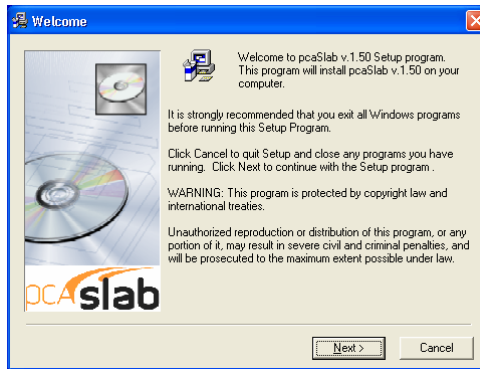 Welcome
Welcome to pcaSlab v.1.50 Setup program.
This program will install pcaSlab v.1.50 on your
computer.
It is strongly recommended that you exit all Windows programs
before running this Setup Program.
Click Cancel to quit Setup and close any programs you have
running. Click Next to continue with the Setup program .
WARNING: This program is protected by copyright law and
international treaties.
Unauthorized reproduction or distribution of this program, or any
portion of it, may result in severe civil and criminal penalties, and
will be prosecuted to the maximum extent possible under law.
pcaslab
Next >
Cancel